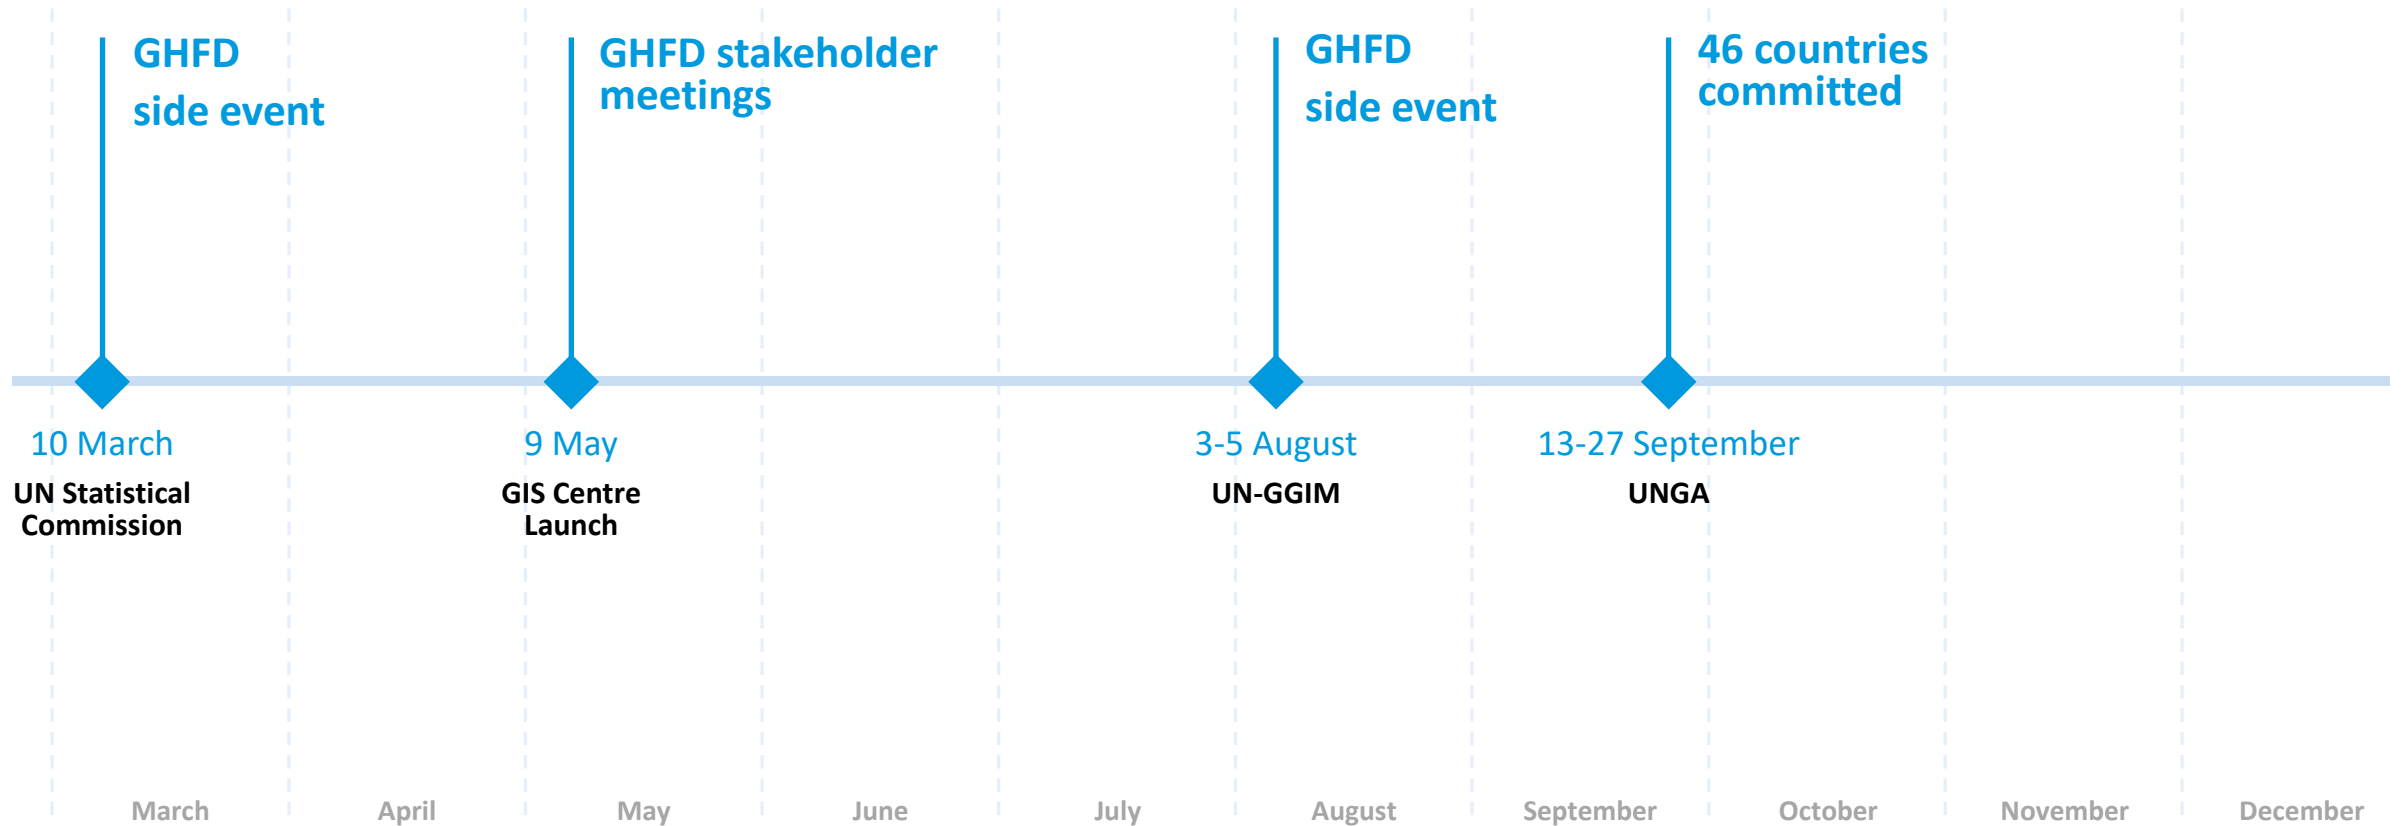 GHFD
side event
GHFD stakeholder
meetings
GHFD
side event
46 countries
committed
10 March
UN Statistical
Commission
9 May
GIS Centre
Launch
3-5 August
UN-GGIM
13-27 September
UNGA
March
April
May
June
July
August
September
October
November
December